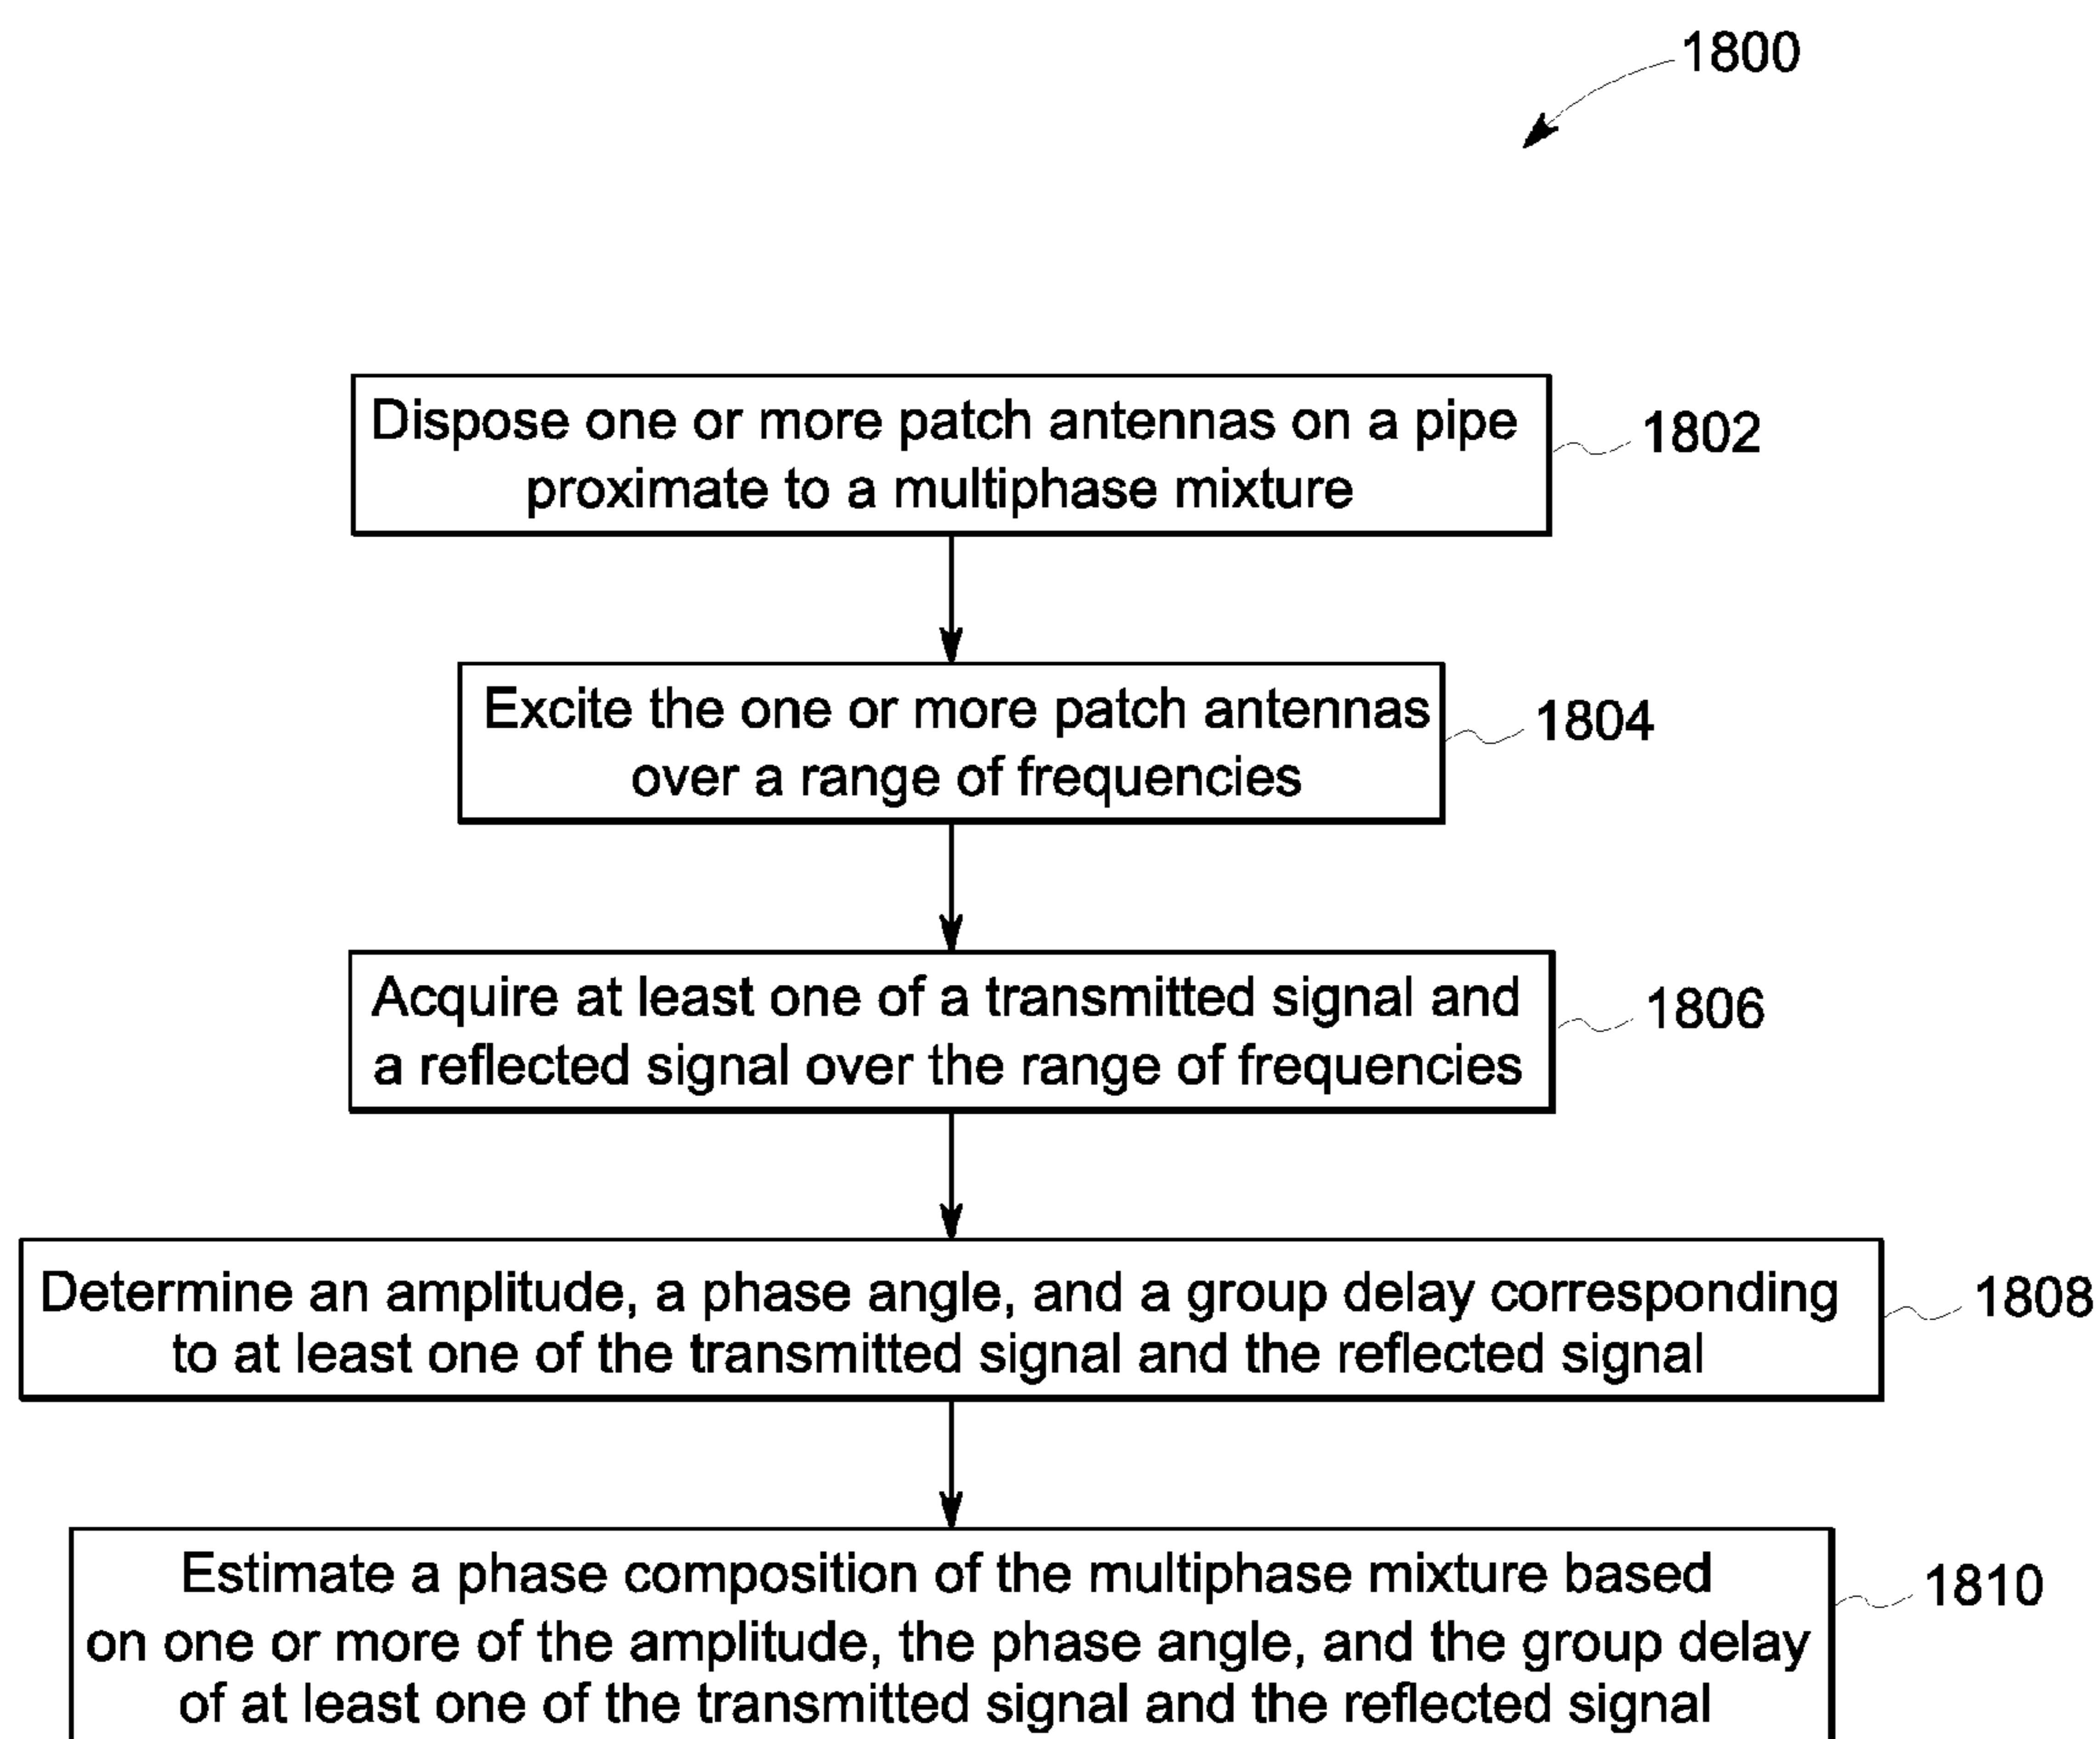 1800
Dispose one or more patch antennas on a pipe
proximate to a multiphase mixture
1802
Excite the one or more patch antennas
over a range of frequencies
1804
Acquire at least one of a transmitted signal and
a reflected signal over the range of frequencies
1806
Determine an amplitude, a phase angle, and a group delay corresponding
to at least one of the transmitted signal and the reflected signal
1808
Estimate a phase composition of the multiphase mixture based
on one or more of the amplitude, the phase angle, and the group delay
of at least one of the transmitted signal and the reflected signal
1810